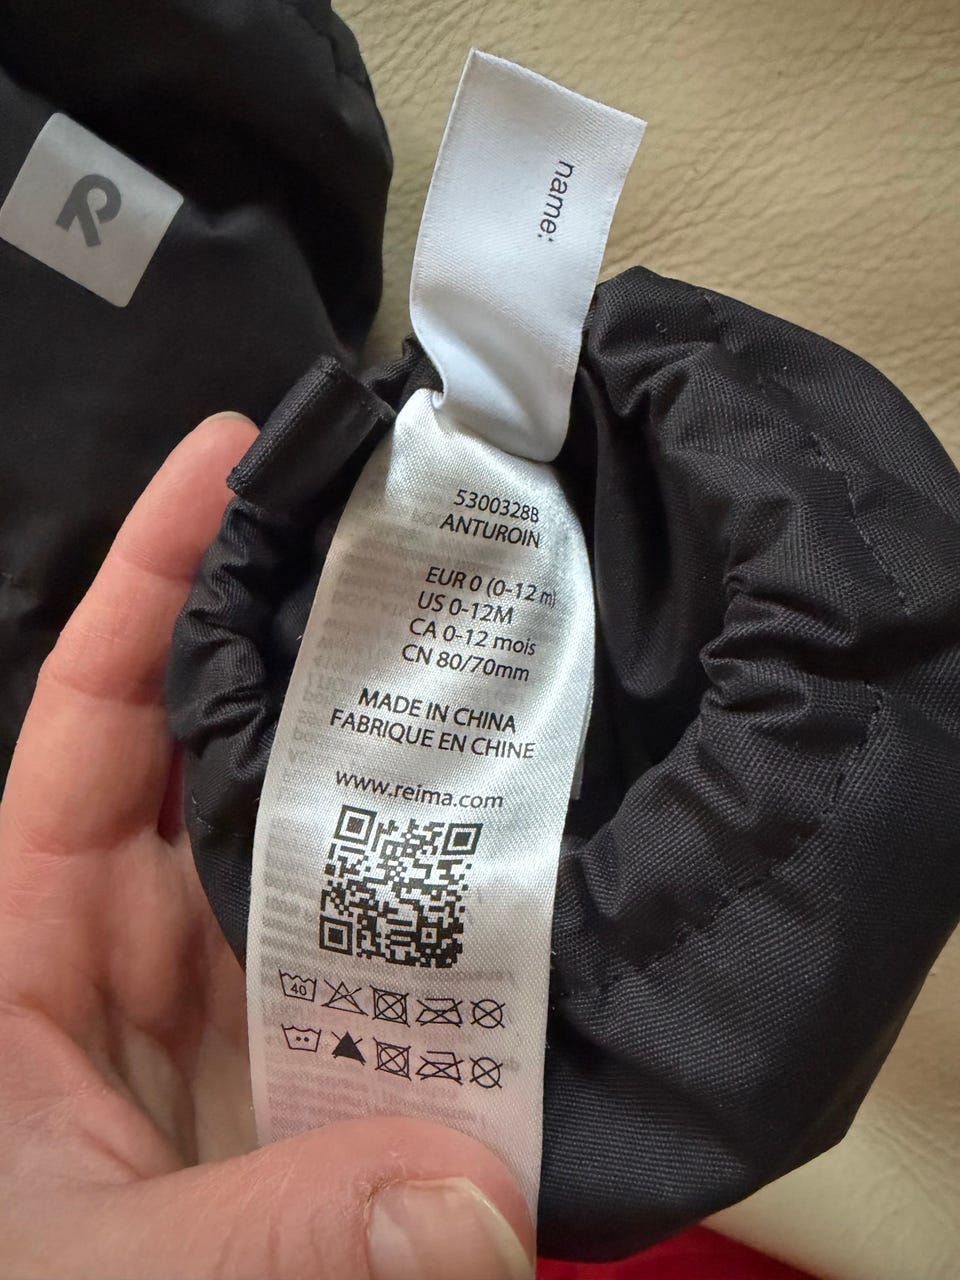 name:
5300328B
ANTUROIN
EUR 0 (0-12 m)
US 0-12M
CA 0-12 mois
CN 80/70mm
MADE IN CHINA
FABRIQUE EN CHINE
www.reima.com
40